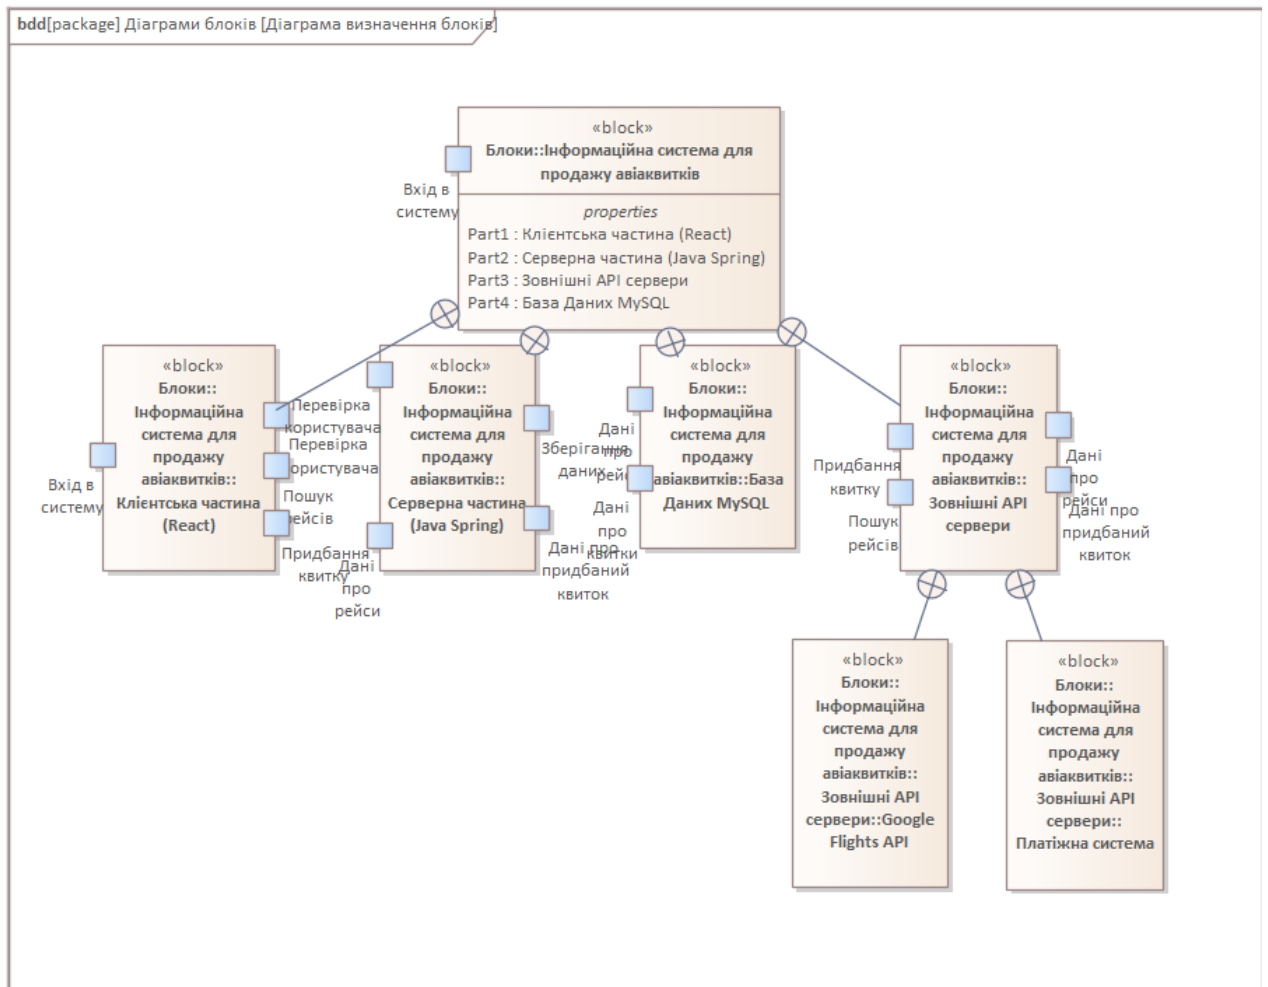 bdd[package] Діаграми блоків [Діаграма визначення блоків]
«block»
Блоки::Інформаційна система для
продажу авіаквитків
Вхід в
систему
properties
Part1 : Клієнтська частина (React)
Part2 : Серверна частина (Java Spring)
Part3 : Зовнішні API сервери
Part4 : База Даних MySQL
«block»
Блоки::
Інформаційна
система для
продажу
авіаквитків::
Клієнтська частина
(React)
Вхід в
систему
Перевірка
користувача
Перевірка
користувача
Пошук
рейсів
Придбання
квитку
«block»
Блоки::
Інформаційна
система для
продажу
авіаквитків::
Серверна частина
(Java Spring)
Дані
про
рейси
Зберігання
даних
Дані про
придбаний
квиток
«block»
Блоки::
Інформаційна
система для
продажу
авіаквитків::База
Даних MySQL
Дані
про
рейси
Дані
про
квитки
«block»
Блоки::
Інформаційна
система для
продажу
авіаквитків::
Зовнішні API
сервери
Придбання
квитку
Пошук
рейсів
Дані
про
рейси
Дані про
придбаний
квиток
«block»
Блоки::
Інформаційна
система для
продажу
авіаквитків::
Зовнішні API
сервери::Google
Flights API
«block»
Блоки::
Інформаційна
система для
продажу
авіаквитків::
Зовнішні API
сервери::
Платіжна система